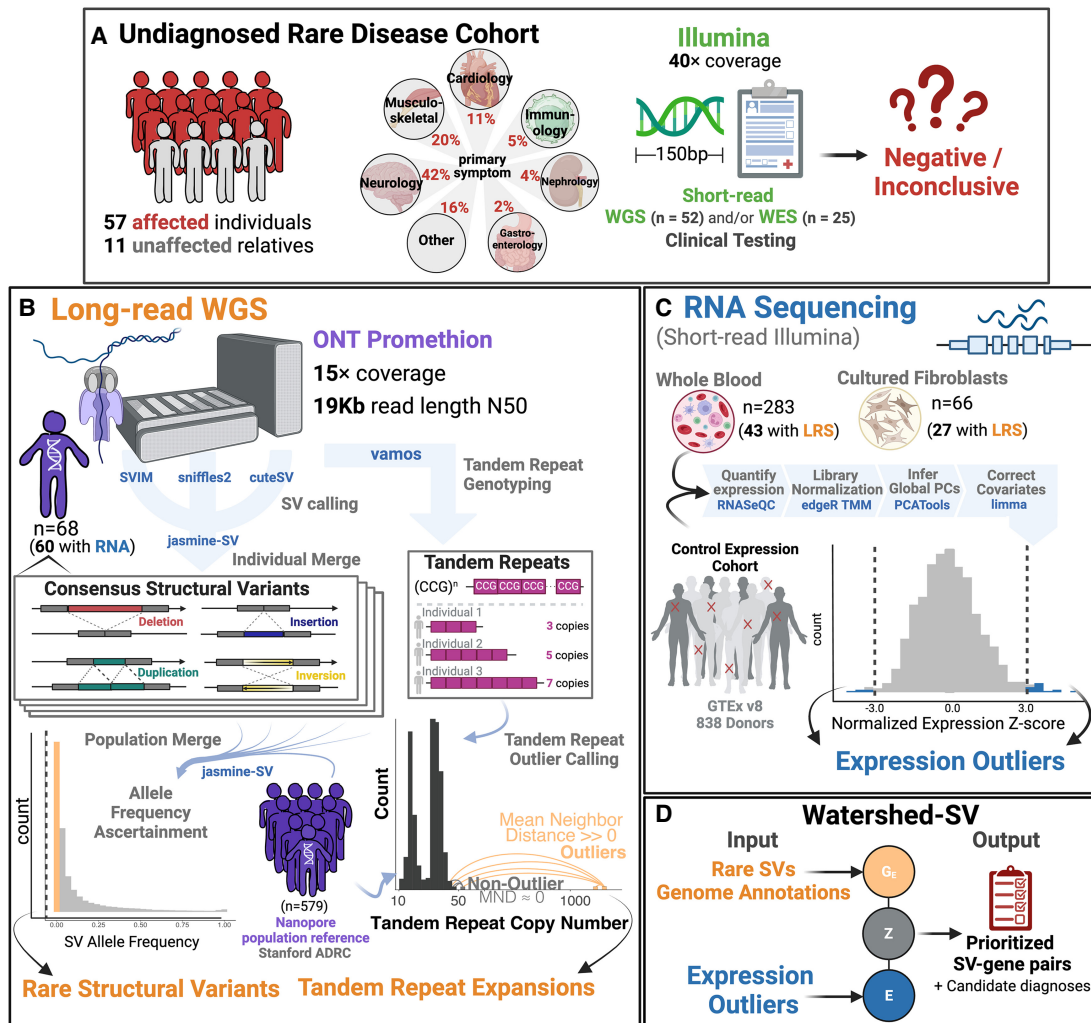 A Undiagnosed Rare Disease Cohort
57 affected individuals
11 unaffected relatives
Cardiology
11%
Immun-
ology
5%
Nephrology
4%
Gastro-
enterology
2%
Other
16%
Neurology
42%
Musculo-
skeletal
20%
primary
symptom
Illumina
40× coverage
150bp
Short-read
WGS (n = 52) and/or WES (n = 25)
Clinical Testing
Negative /
Inconclusive
B Long-read WGS
ONT Promethion
15× coverage
19Kb read length N50
n=68
(60 with RNA)
SVIM sniffles2 cuteSV
SV calling
jasmine-SV
Individual Merge
vamos
Tandem Repeat
Genotyping
Consensus Structural Variants
Deletion
Insertion
Duplication
Inversion
Tandem Repeats
(CCG)ⁿ CCG CCG CCG CCG
Individual 1
3 copies
Individual 2
5 copies
Individual 3
7 copies
Population Merge
jasmine-SV
Allele
Frequency
Ascertainment
count
0.00 0.25 0.50 0.75 1.00
SV Allele Frequency
(n=579)
Nanopore
population reference
Stanford ADRC
Tandem Repeat
Outlier Calling
Count
Mean Neighbor
Distance >> 0
Outliers
Non-Outlier
MND ≈ 0
10 50 1000
Tandem Repeat Copy Number
Rare Structural Variants
Tandem Repeat Expansions
C RNA Sequencing
(Short-read Illumina)
Whole Blood
n=283
(43 with LRS)
Cultured Fibroblasts
n=66
(27 with LRS)
Quantify
expression
RNASeQC
Library
Normalization
edgeR TMM
Infer
Global PCs
PCATools
Correct
Covariates
limma
Control Expression
Cohort
GTEx v8
838 Donors
count
-3.0 0.0 3.0
Normalized Expression Z-score
Expression Outliers
D Watershed-SV
Input
Output
Rare SVs
Genome Annotations
Expression
Outliers
G_E
Z
E
Prioritized
SV-gene pairs
+ Candidate diagnoses